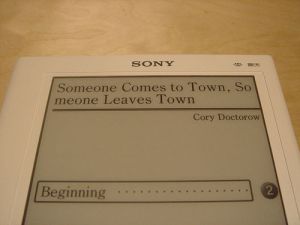 SONY
Someone Comes to Town, So
meone Leaves Town
Cory Doctorow
Beginning ·················· 2